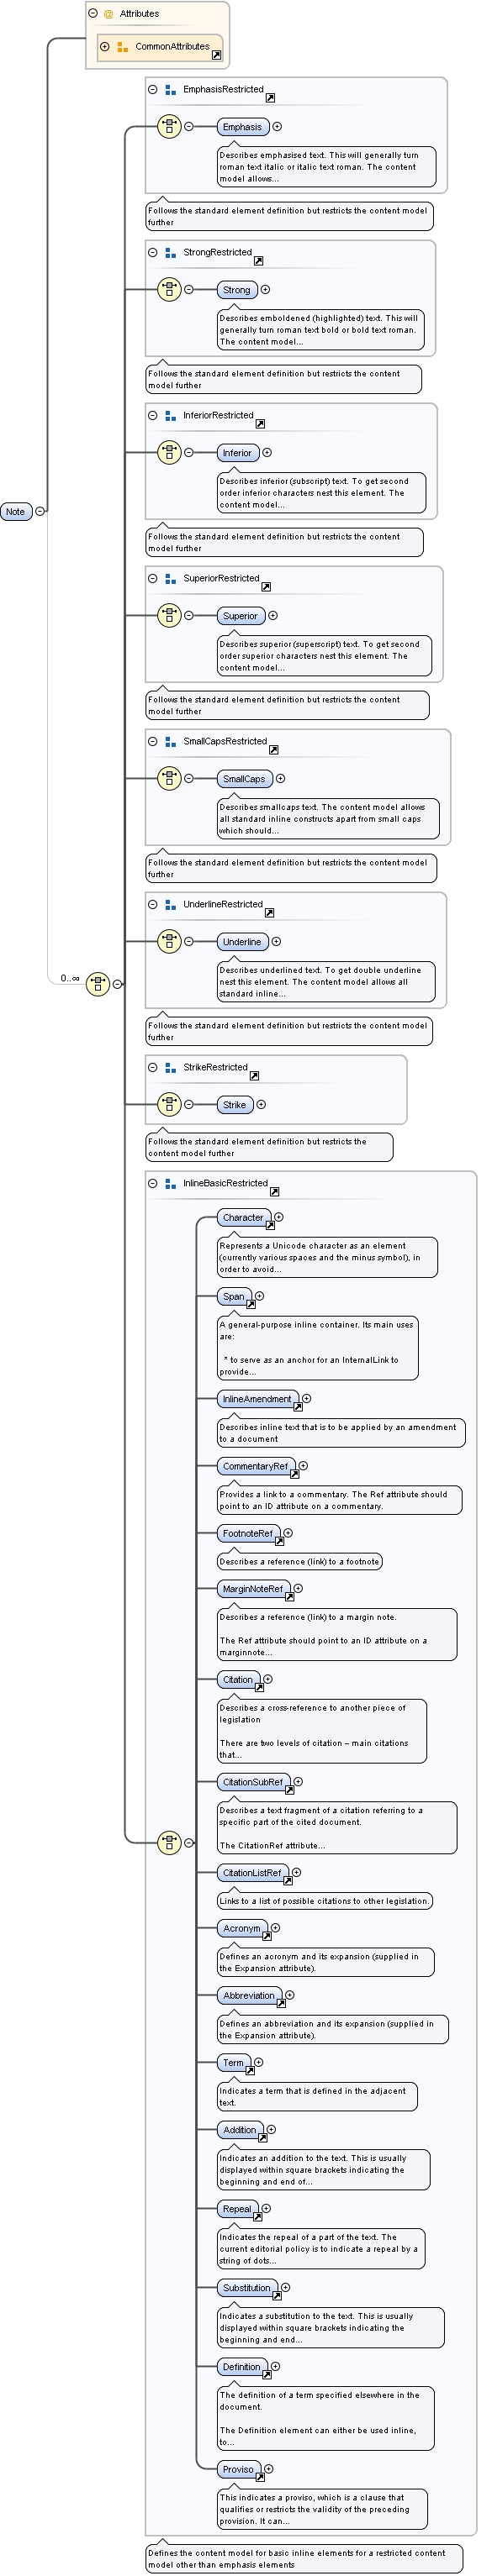 @ Attributes
CommonAttributes
EmphasisRestricted
Emphasis
Describes emphasised text. This will generally turn
roman text italic or italic text roman. The content
model allows...
Follows the standard element definition but restricts the content model
further
StrongRestricted
Strong
Describes emboldened (highlighted) text. This will
generally turn roman text bold or bold text roman.
The content model...
Follows the standard element definition but restricts the content
model further
InferiorRestricted
Inferior
Describes inferior (subscript) text. To get second
order inferior characters nest this element. The
content model...
Note
Follows the standard element definition but restricts the content
model further
SuperiorRestricted
Superior
Describes superior (superscript) text. To get second
order superior characters nest this element. The
content model...
Follows the standard element definition but restricts the content
model further
SmallCapsRestricted
SmallCaps
Describes smallcaps text. The content model allows
all standard inline constructs apart from small caps
which should...
Follows the standard element definition but restricts the content model
further
UnderlineRestricted
Underline
Describes underlined text. To get double underline
nest this element. The content model allows all
standard inline...
0..∞
Follows the standard element definition but restricts the content model
further
StrikeRestricted
Strike
Follows the standard element definition but restricts the
content model further
InlineBasicRestricted
Character
Represents a Unicode character as an element
(currently various spaces and the minus symbol), in
order to avoid...
Span
A general-purpose inline container. Its main uses
are:
* to serve as an anchor for an InternalLink to
provide...
InlineAmendment
Describes inline text that is to be applied by an amendment
to a document
CommentaryRef
Provides a link to a commentary. The Ref attribute should
point to an ID attribute on a commentary.
FootnoteRef
Describes a reference (link) to a footnote
MarginNoteRef
Describes a reference (link) to a margin note.
The Ref attribute should point to an ID attribute on a
marginnote...
Citation
Describes a cross-reference to another piece of
legislation
There are two levels of citation – main citations
that...
CitationSubRef
Describes a text fragment of a citation referring to a
specific part of the cited document.
The CitationRef attribute...
CitationListRef
Links to a list of possible citations to other legislation.
Acronym
Defines an acronym and its expansion (supplied in
the Expansion attribute).
Abbreviation
Defines an abbreviation and its expansion (supplied in
the Expansion attribute).
Term
Indicates a term that is defined in the adjacent
text.
Addition
Indicates an addition to the text. This is usually
displayed within square brackets indicating the
beginning and end of...
Repeal
Indicates the repeal of a part of the text. The
current editorial policy is to indicate a repeal by a
string of dots...
Substitution
Indicates a substitution to the text. This is usually
displayed within square brackets indicating the
beginning and end...
Definition
The definition of a term specified elsewhere in the
document.
The Definition element can either be used inline,
to...
Proviso
This indicates a proviso, which is a clause that
qualifies or restricts the validity of the preceding
provision. It can...
Defines the content model for basic inline elements for a restricted content
model other than emphasis elements